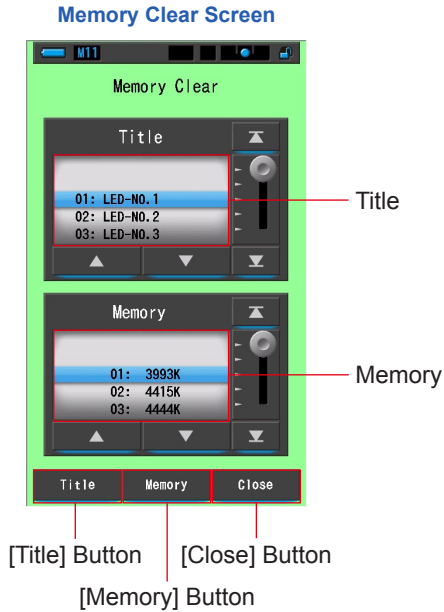 Memory Clear Screen
M11
Memory Clear
Title
01: LED-NO.1
02: LED-NO.2
03: LED-NO.3
Title
Memory
01: 3993K
02: 4415K
03: 4444K
Memory
Title Memory Close
[Title] Button [Close] Button
[Memory] Button